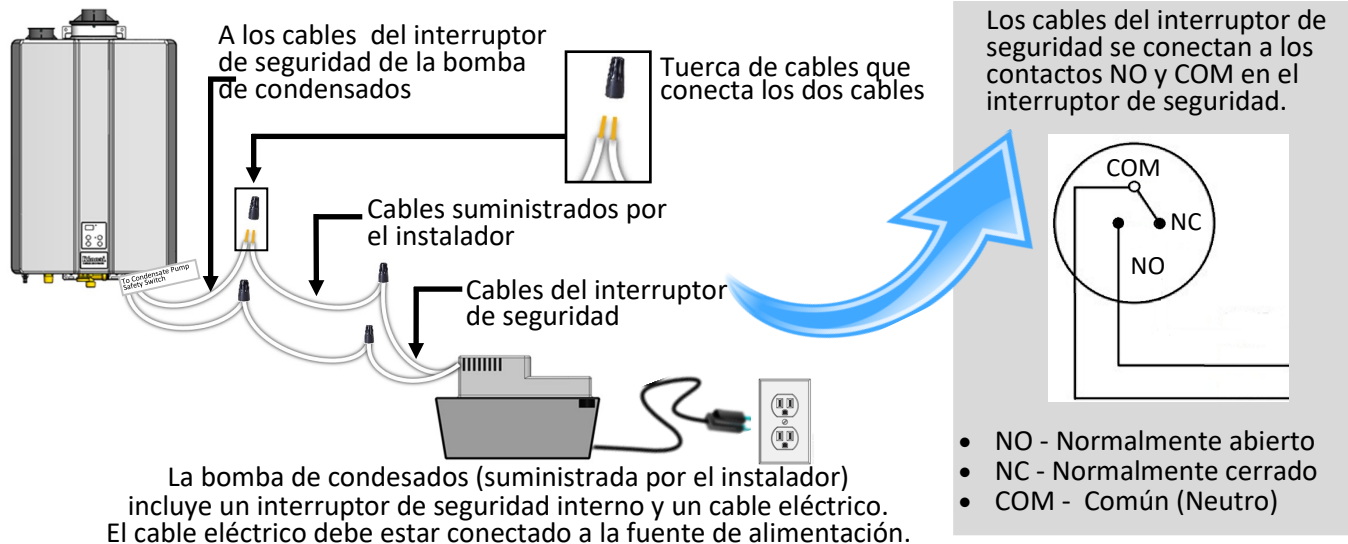 A los cables del interruptor
de seguridad de la bomba
de condensados
Tuerca de cables que
conecta los dos cables
Cables suministrados por
el instalador
Rinnai
To Condensate Pump
Safety Switch
Cables del interruptor
de seguridad
La bomba de condesados (suministrada por el instalador)
incluye un interruptor de seguridad interno y un cable eléctrico.
El cable eléctrico debe estar conectado a la fuente de alimentación.
Los cables del interruptor de
seguridad se conectan a los
contactos NO y COM en el
interruptor de seguridad.
COM
NC
NO
• NO - Normalmente abierto
• NC - Normalmente cerrado
• COM - Común (Neutro)